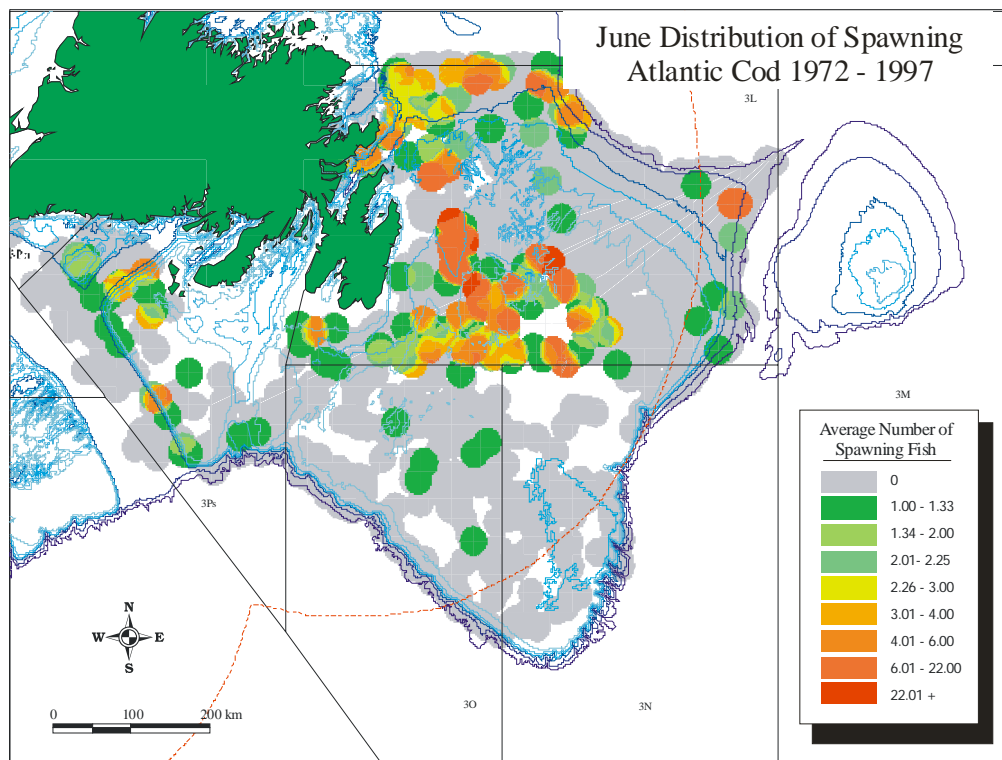 June Distribution of Spawning
Atlantic Cod 1972 - 1997
3L
3M
Average Number of
Spawning Fish
0
1.00 - 1.33
1.34 - 2.00
2.01- 2.25
2.26 - 3.00
3.01 - 4.00
4.01 - 6.00
6.01 - 22.00
22.01 +
3Ps
N
W E
S
0 100 200 km
3O
3N